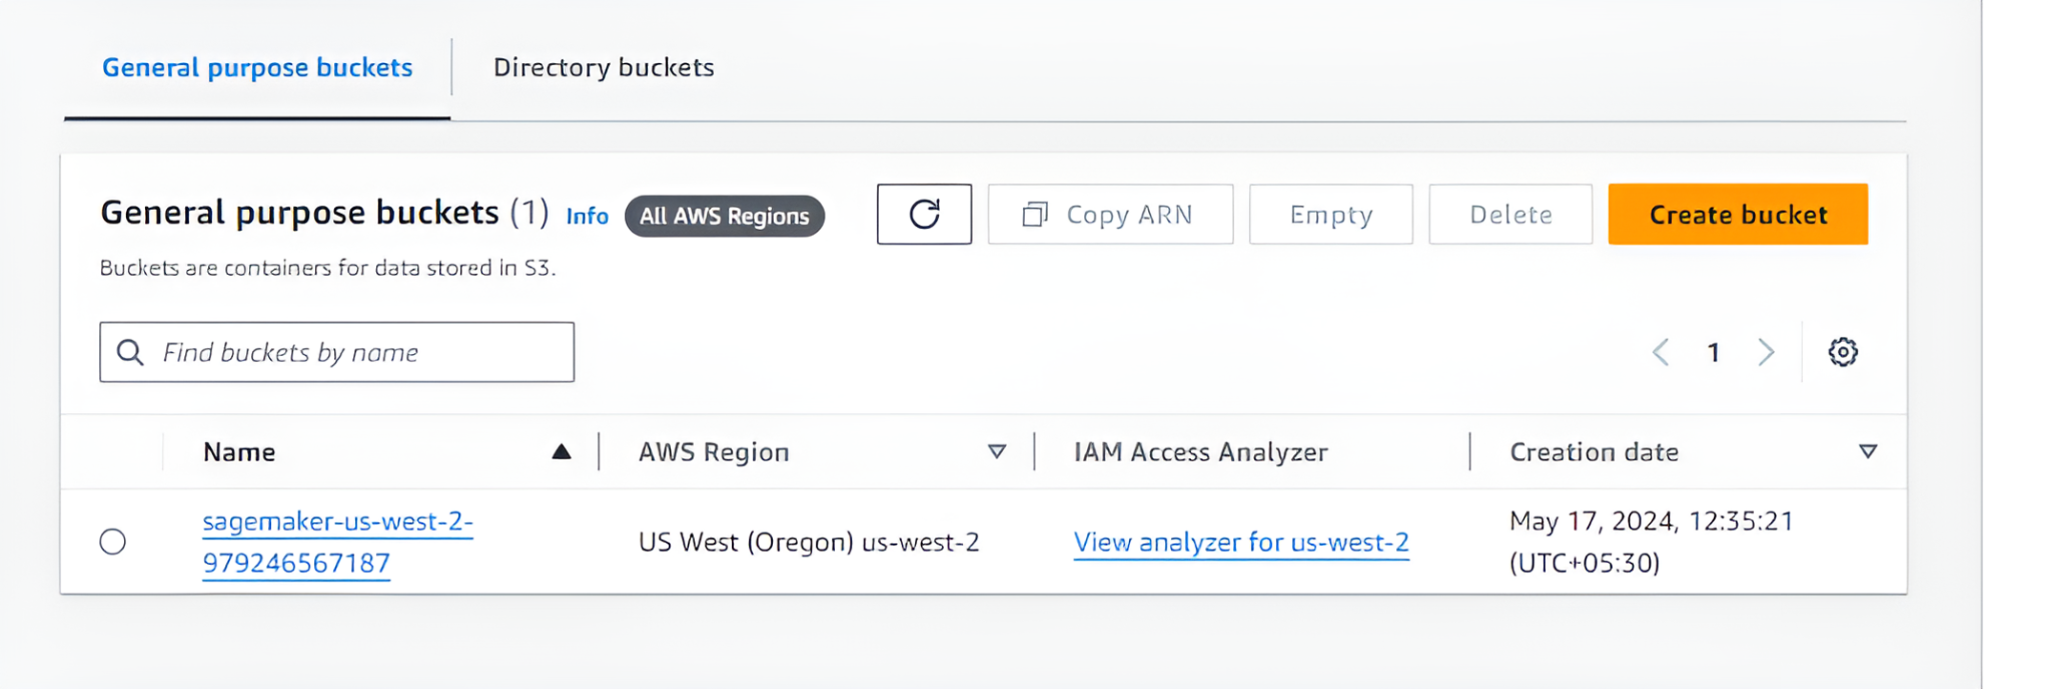 General purpose buckets
Directory buckets
General purpose buckets (1) Info All AWS Regions
Copy ARN
Empty
Delete
Create bucket
Buckets are containers for data stored in S3.
Find buckets by name
1
Name
AWS Region
IAM Access Analyzer
Creation date
sagemaker-us-west-2-
979246567187
US West (Oregon) us-west-2
View analyzer for us-west-2
May 17, 2024, 12:35:21
(UTC+05:30)